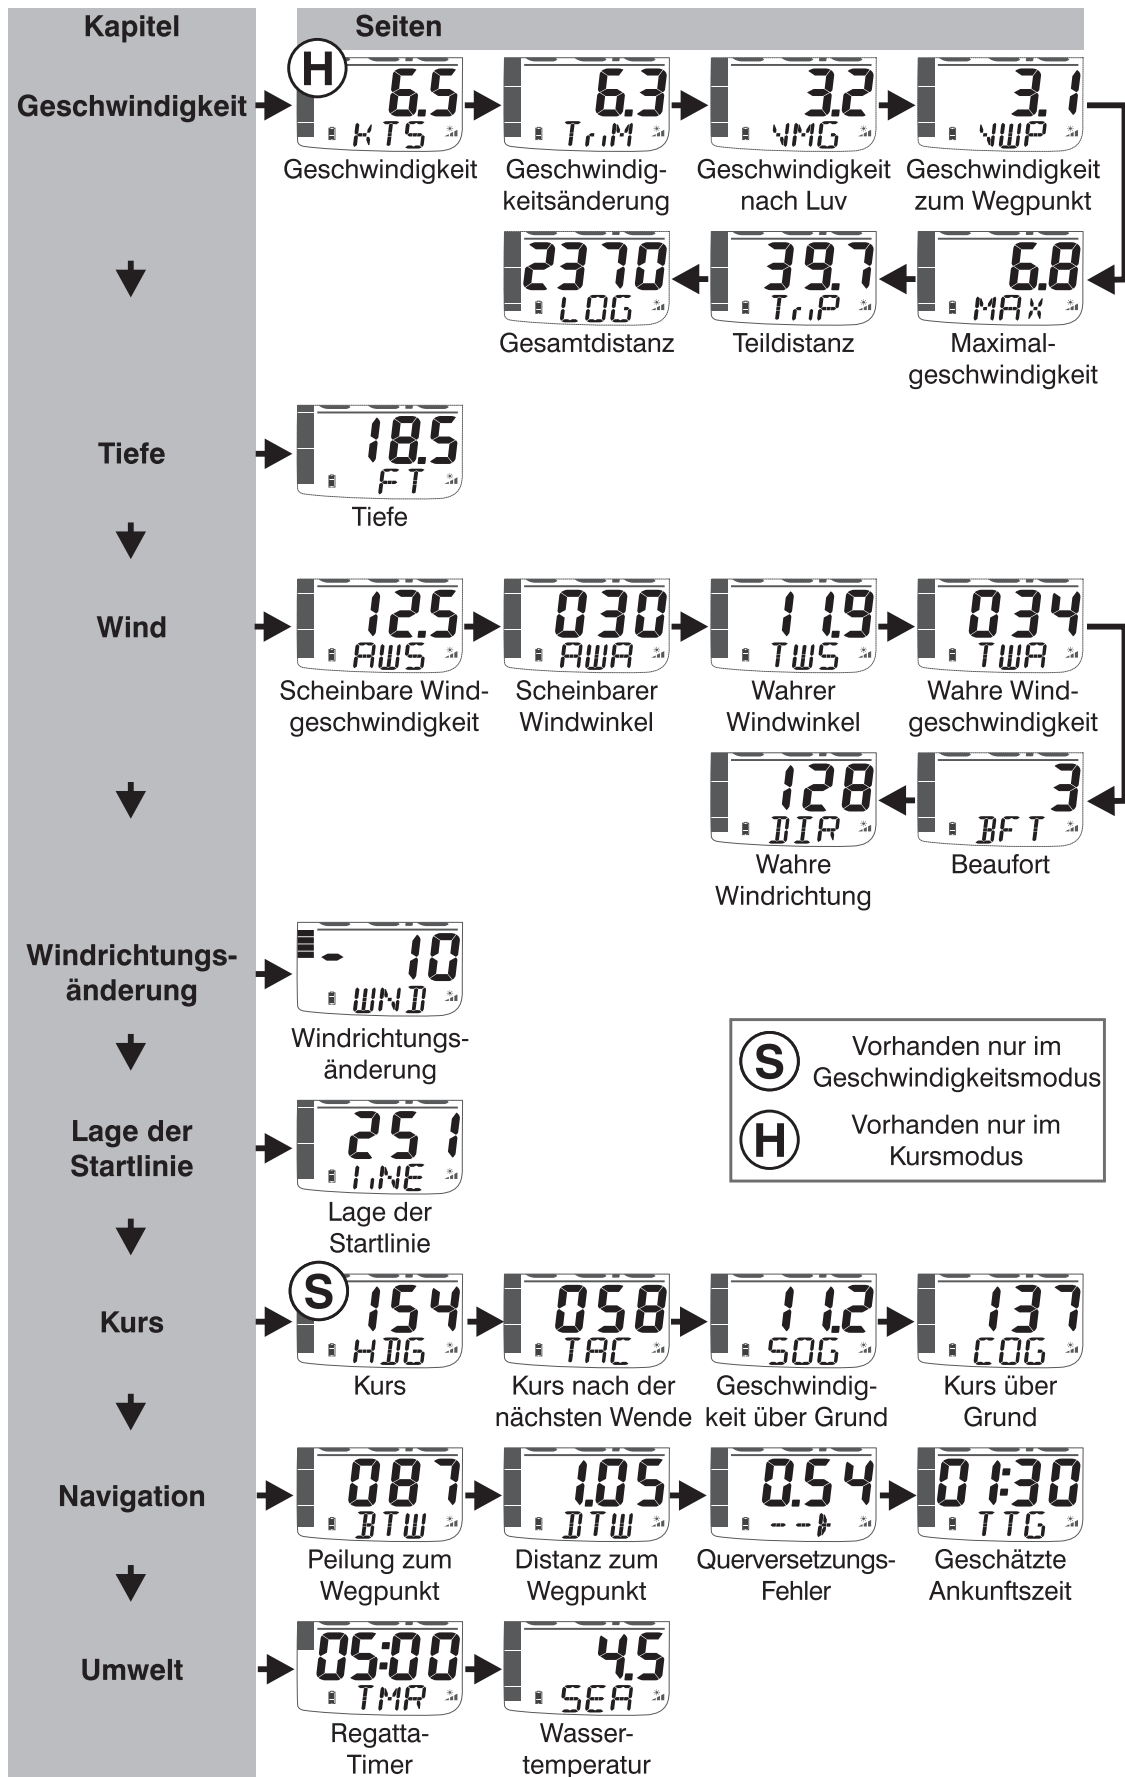 Kapitel
Seiten
Geschwindigkeit
H
6.5
KTS
Geschwindigkeit
6.3
TriM
Geschwindig-
keitsänderung
3.2
VMG
Geschwindigkeit
nach Luv
3.1
VWP
Geschwindigkeit
zum Wegpunkt
2370
LOG
Gesamtdistanz
39.7
TriP
Teildistanz
6.8
MAX
Maximal-
geschwindigkeit
Tiefe
18.5
FT
Tiefe
Wind
12.5
AWS
Scheinbare Wind-
geschwindigkeit
030
AWA
Scheinbarer
Windwinkel
11.9
TWS
Wahrer
Windwinkel
034
TWA
Wahre Wind-
geschwindigkeit
128
DIR
Wahre
Windrichtung
3
BFT
Beaufort
Windrichtungs-
änderung
- 10
WND
Windrichtungs-
änderung
S
Vorhanden nur im
Geschwindigkeitsmodus
H
Vorhanden nur im
Kursmodus
Lage der
Startlinie
251
LiNE
Lage der
Startlinie
Kurs
S
154
HDG
Kurs
058
TAC
Kurs nach der
nächsten Wende
11.2
SOG
Geschwindig-
keit über Grund
137
COG
Kurs über
Grund
Navigation
087
BTW
Peilung zum
Wegpunkt
1.05
DTW
Distanz zum
Wegpunkt
0.54
Querversetzungs-
Fehler
01:30
TTG
Geschätzte
Ankunftszeit
Umwelt
05:00
TMR
Regatta-
Timer
4.5
SEA
Wasser-
temperatur